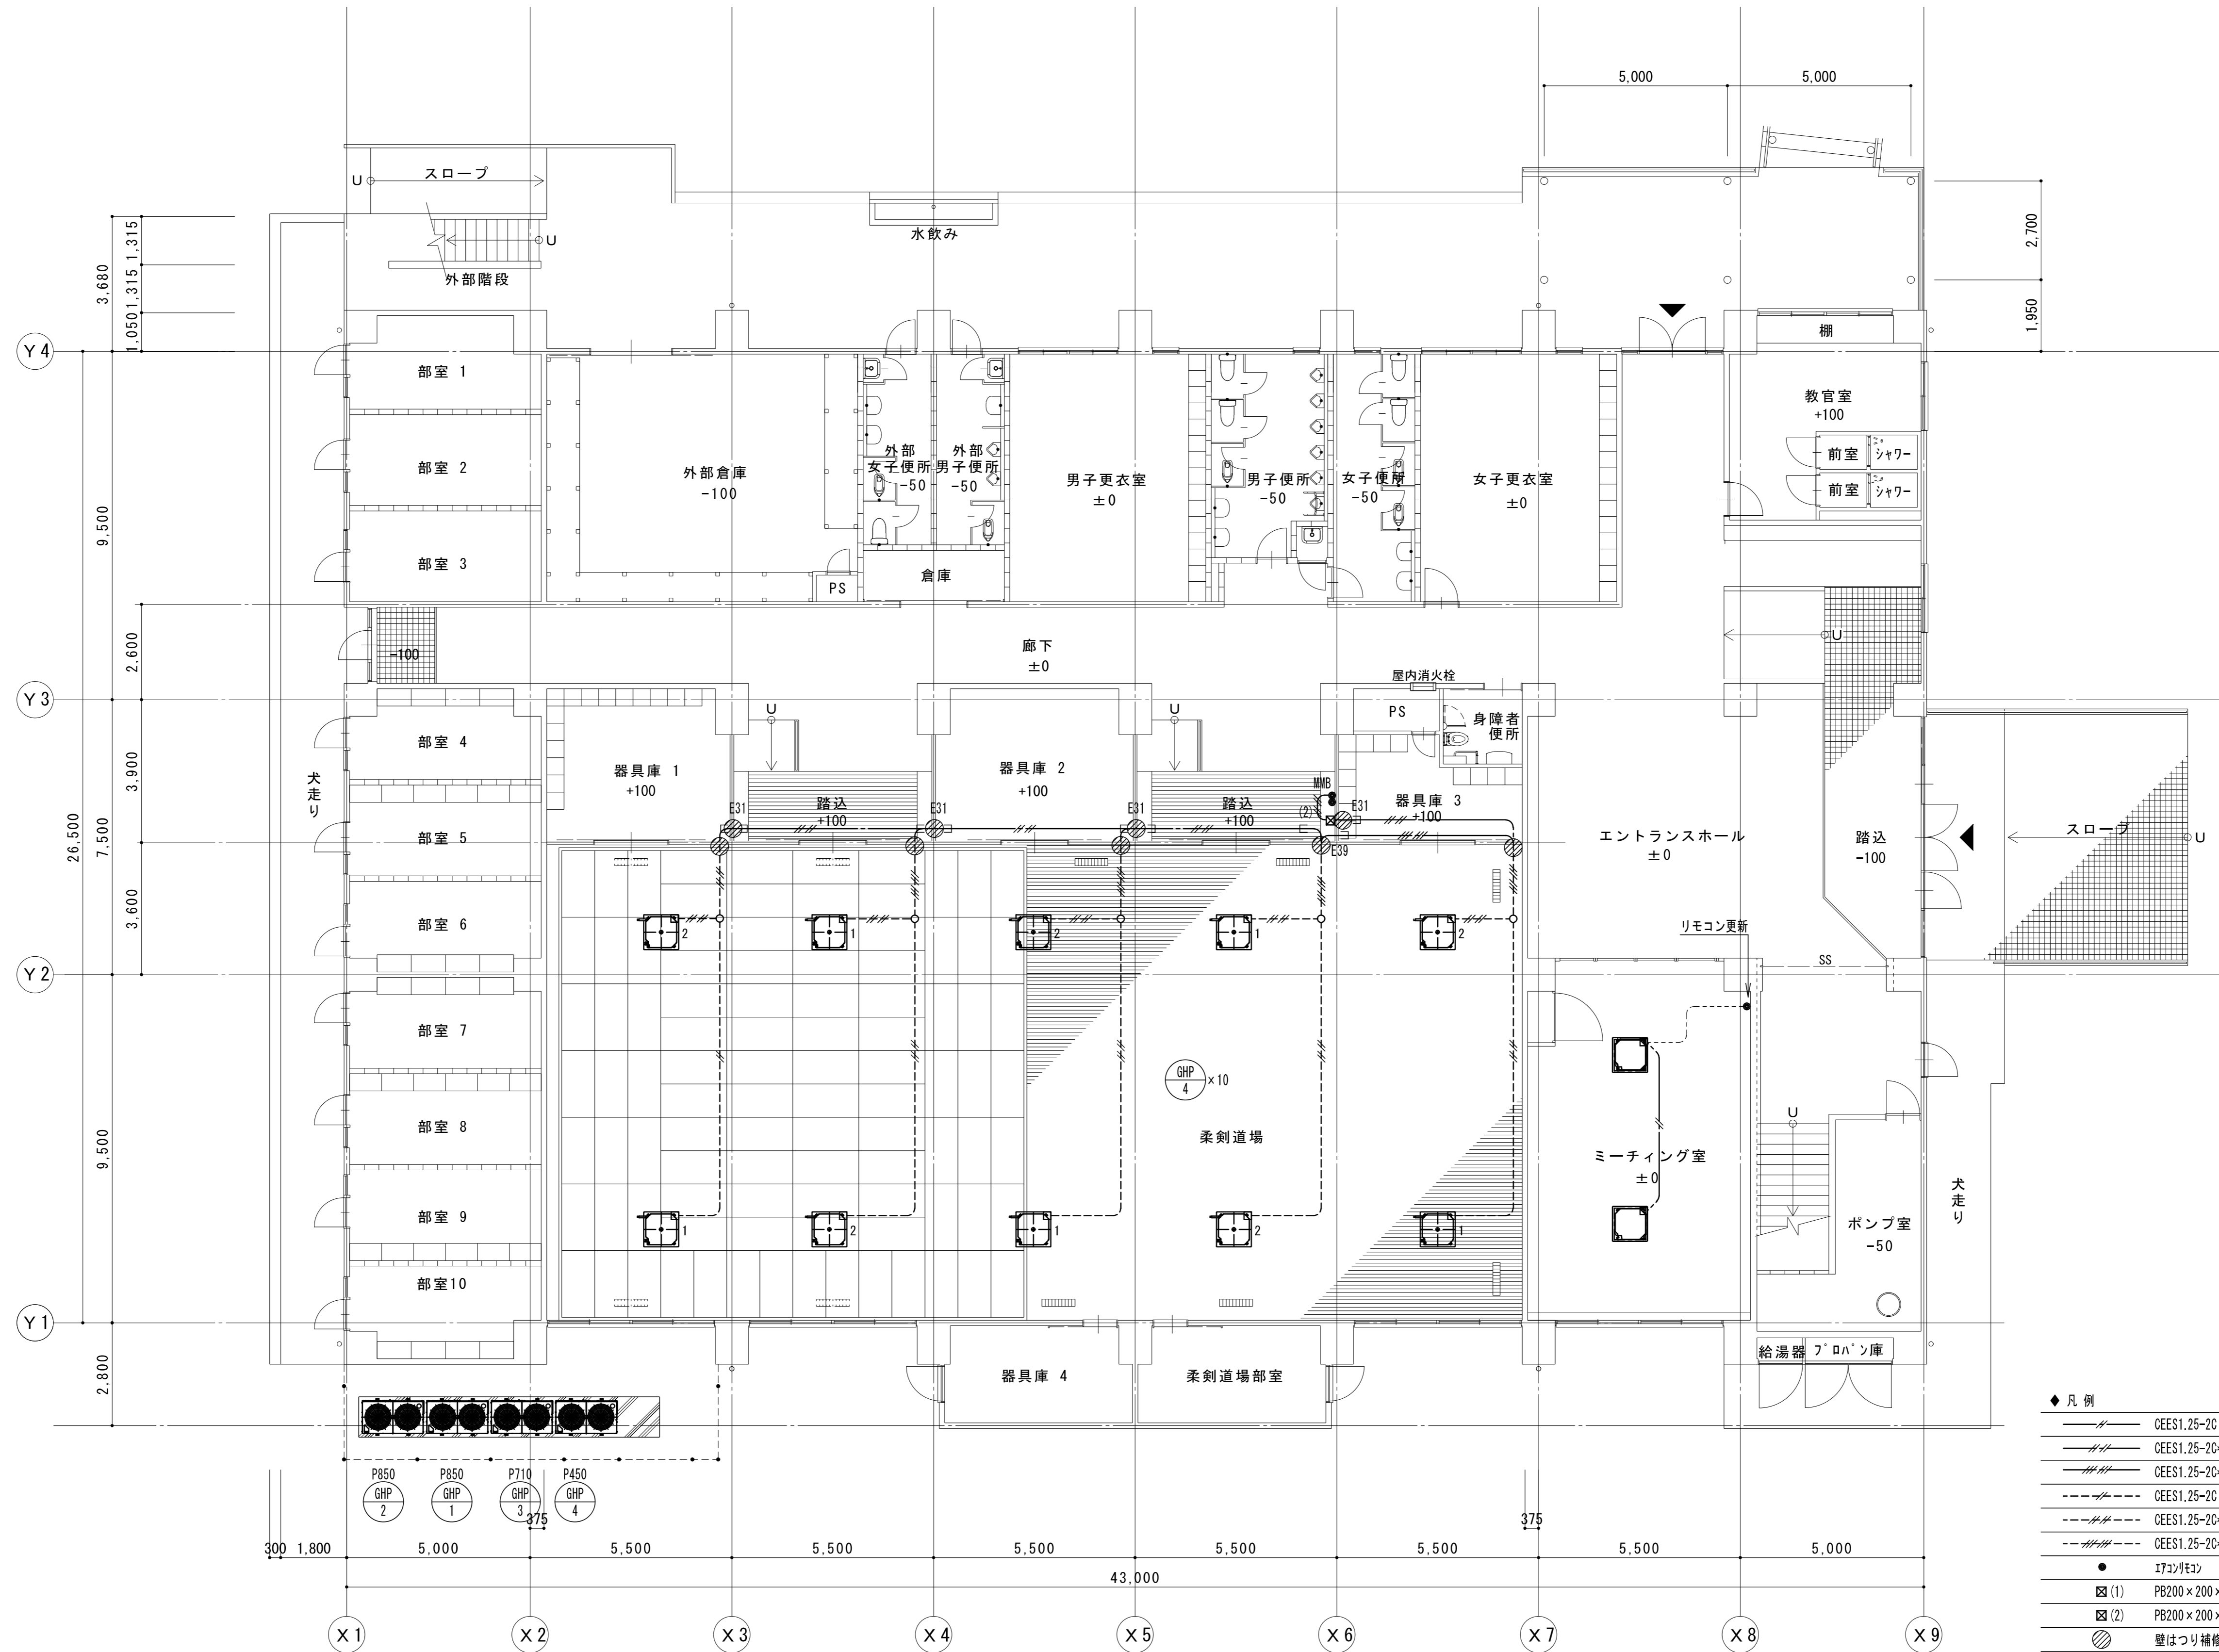 5,000
5,000
スロープ
U
U
水飲み
外部階段
3,680
1,315
1,315
1,050
2,700
1,950
棚
Y4
部室 1
部室 2
部室 3
外部倉庫
-100
外部
女子便所
-50
外部
男子便所
-50
男子更衣室
±0
男子便所
-50
女子便所
-50
女子更衣室
±0
教官室
+100
前室
シャワー
前室
シャワー
倉庫
PS
9,500
2,600
-100
廊下
±0
屋内消火栓
U
Y3
部室 4
部室 5
部室 6
犬走り
器具庫 1
+100
U
踏込
+100
器具庫 2
+100
U
踏込
+100
PS
身障者
便所
MMB
(2)
器具庫 3
+100
E31
E31
E31
E31
E39
エントランスホール
±0
踏込
-100
スロープ
U
26,500
7,500
3,900
3,600
2
1
2
1
2
リモコン更新
SS
Y2
部室 7
部室 8
部室 9
部室10
9,500
GHP
4
×10
柔剣道場
ミーティング室
±0
U
ポンプ室
-50
犬走り
1
2
1
2
1
Y1
2,800
器具庫 4
柔剣道場部室
給湯器
プロパン庫
P850
GHP
2
P850
GHP
1
P710
GHP
3
P450
GHP
4
375
375
300
1,800
5,000
5,500
5,500
5,500
5,500
5,500
5,500
5,000
43,000
X1
X2
X3
X4
X5
X6
X7
X8
X9
◆ 凡 例
CEES1.25-2C
CEES1.25-2C
CEES1.25-2C
CEES1.25-2C
CEES1.25-2C
CEES1.25-2C
エアコンリモコン
(1) PB200×200×
(2) PB200×200×
壁はつり補修